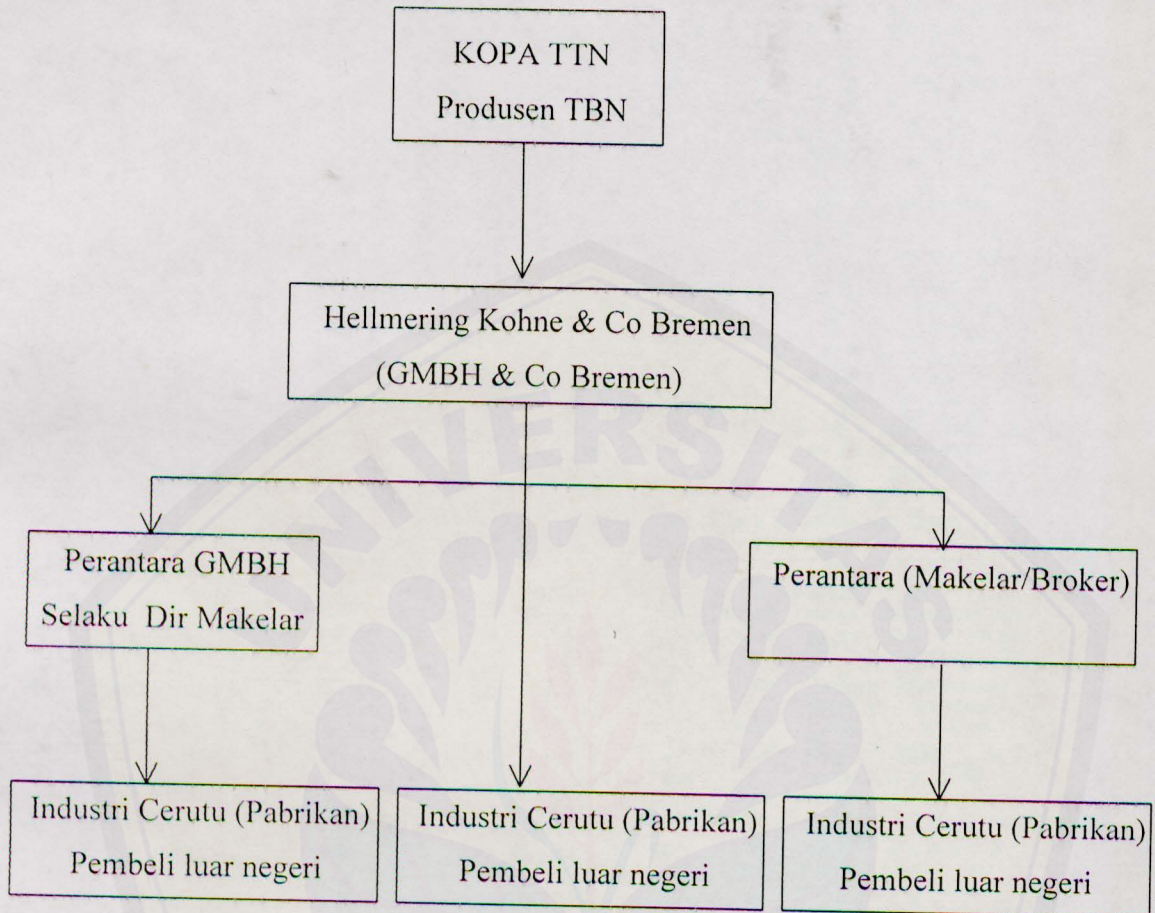 KOPA TTN
Produsen TBN
Hellmering Kohne & Co Bremen
(GMBH & Co Bremen)
UNIVERSITAS
Perantara GMBH
Selaku Dir Makelar
Perantara (Makelar/Broker)
Industri Cerutu (Pabrikan)
Pembeli luar negeri
Industri Cerutu (Pabrikan)
Pembeli luar negeri
Industri Cerutu (Pabrikan)
Pembeli luar negeri